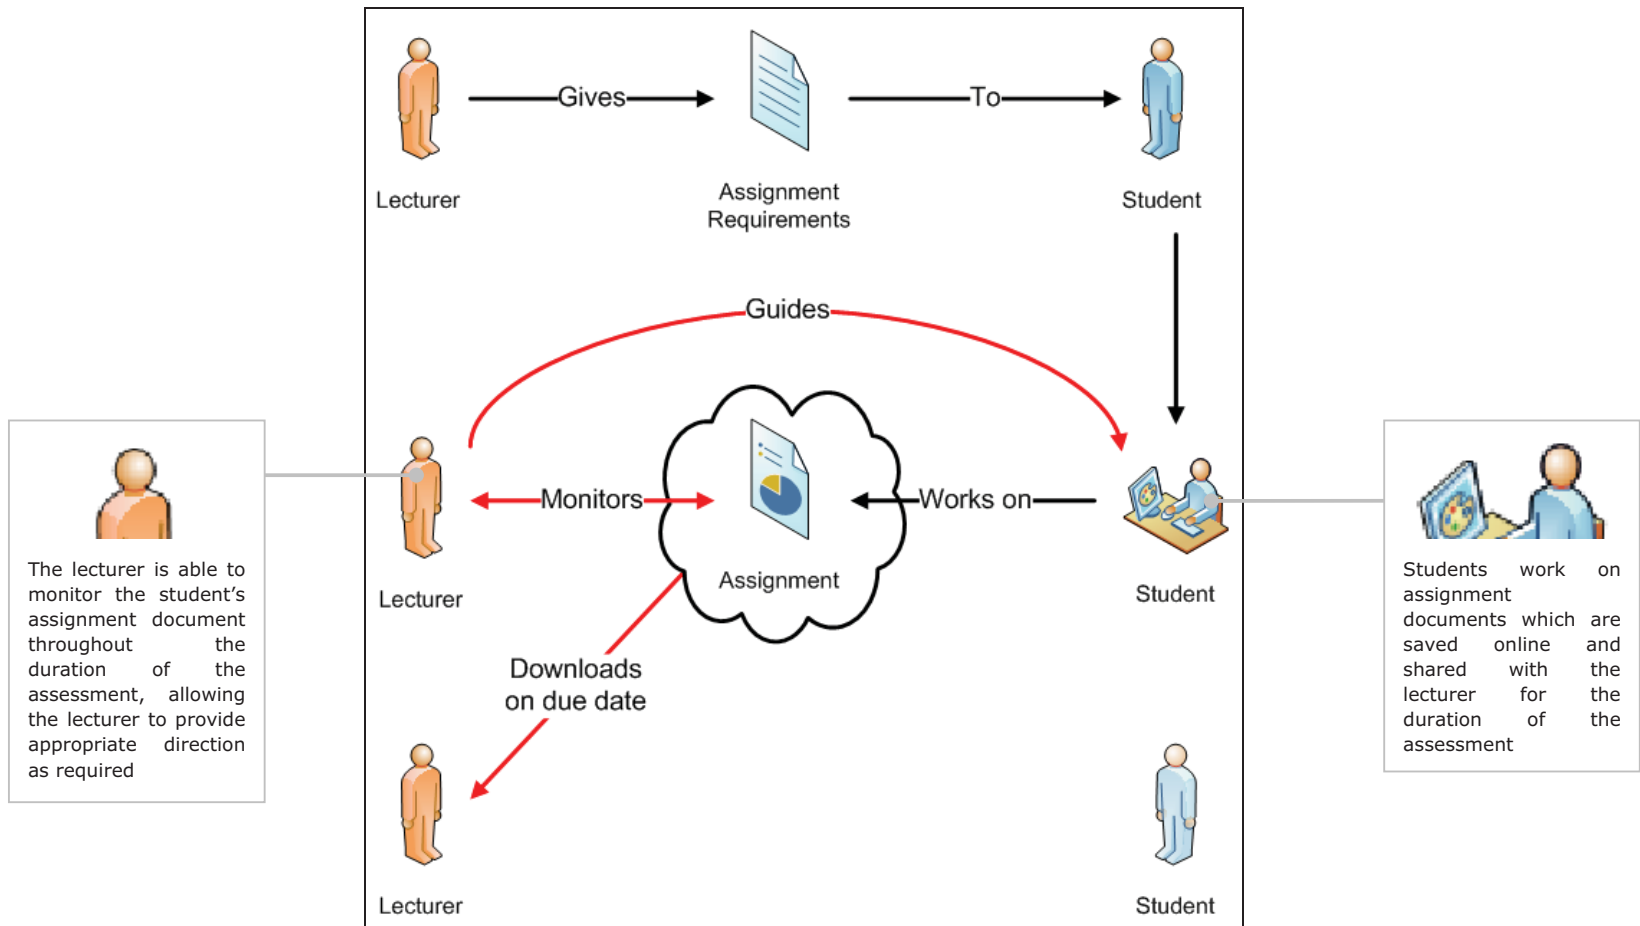 Gives
To
Lecturer
Assignment
Requirements
Student
Guides
Monitors
Works on
Assignment
Lecturer
Student
The lecturer is able to
monitor the student's
assignment document
throughout the
duration of the
assessment, allowing
the lecturer to provide
appropriate direction
as required
Students work on
assignment
documents which are
saved online and
shared with the
lecturer for the
duration of the
assessment
Downloads
on due date
Lecturer
Student